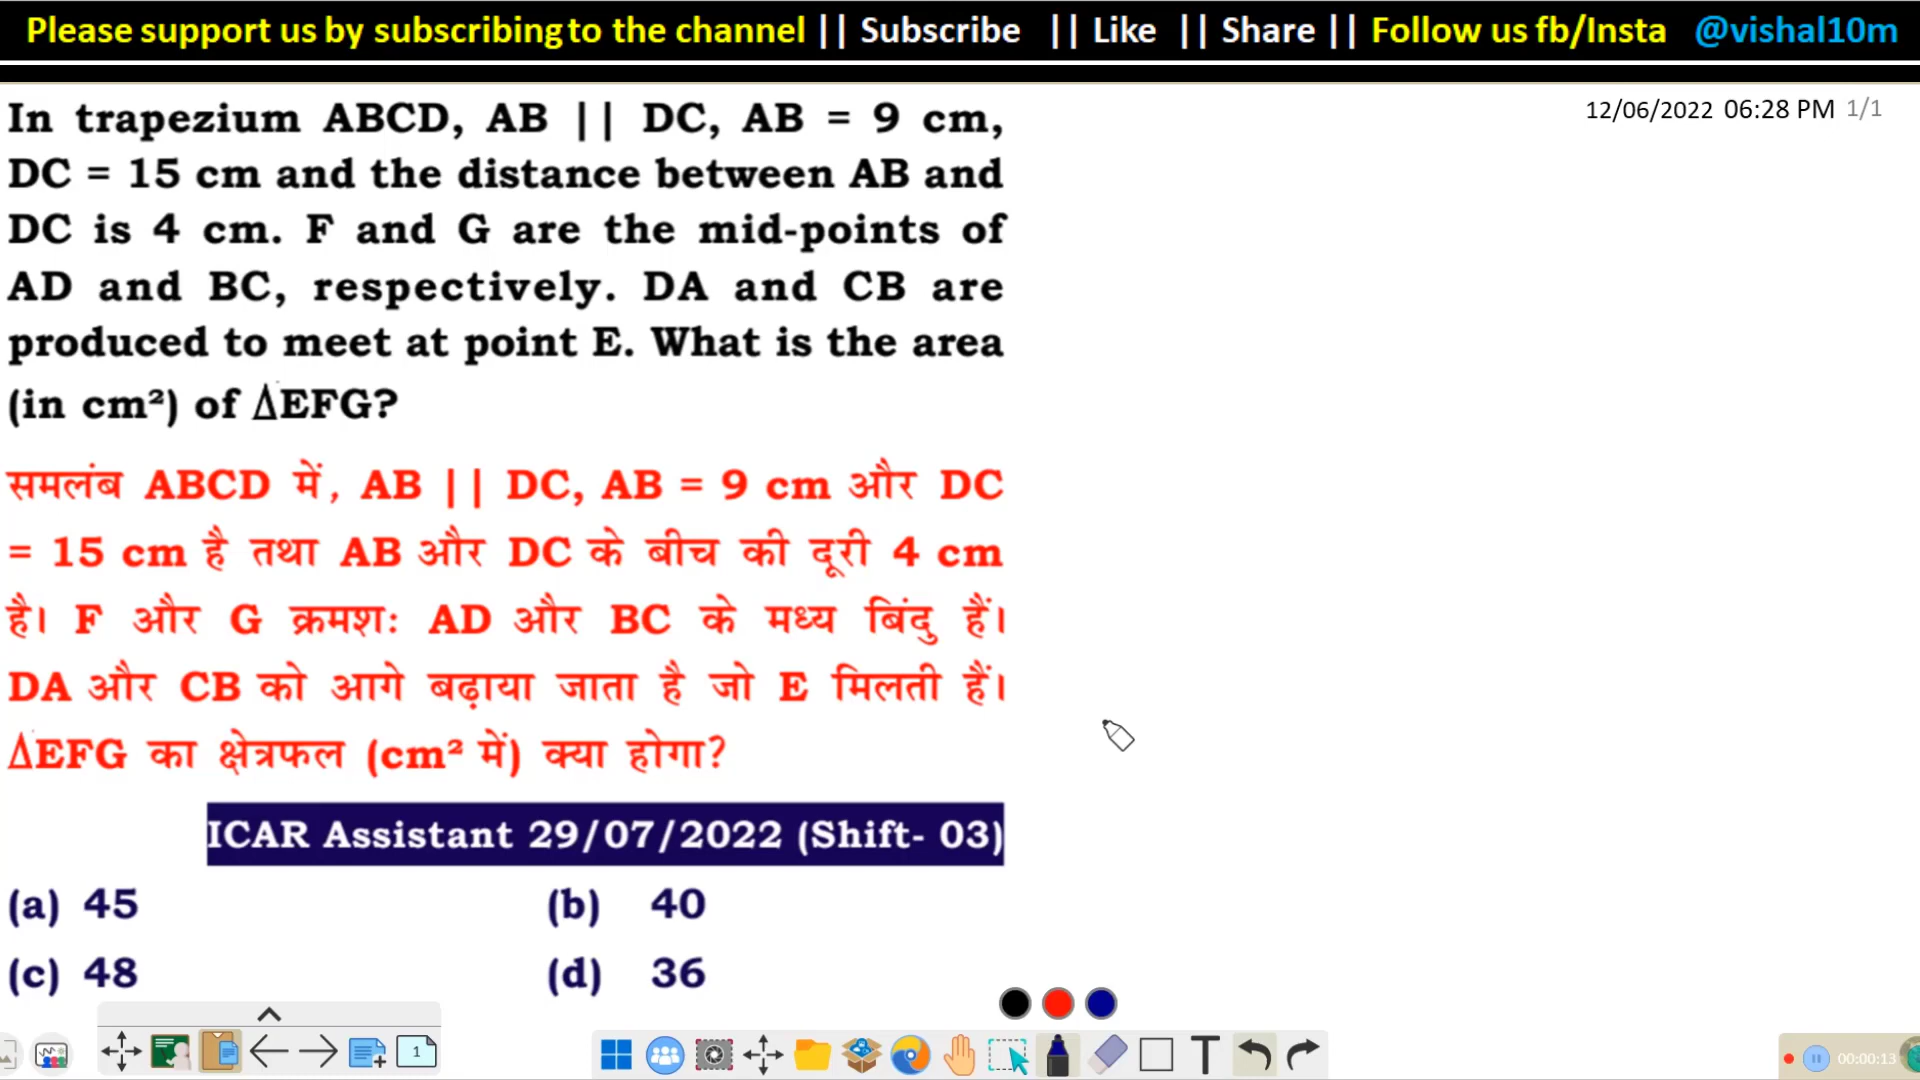 Please support us by subscribing to the channel || Subscribe || Like || Share || Follow us fb/Insta @vishal10m
12/06/2022 06:28 PM 1/1
In trapezium ABCD, AB || DC, AB = 9 cm,
DC = 15 cm and the distance between AB and
DC is 4 cm. F and G are the mid-points of
AD and BC, respectively. DA and CB are
produced to meet at point E. What is the area
(in cm²) of ΔEFG?
समलंब ABCD में, AB || DC, AB = 9 cm और DC
= 15 cm है तथा AB और DC के बीच की दूरी 4 cm
है। F और G क्रमश: AD और BC के मध्य बिंदु हैं।
DA और CB को आगे बढ़ाया जाता है जो E मिलती हैं।
ΔEFG का क्षेत्रफल (cm² में) क्या होगा?
ICAR Assistant 29/07/2022 (Shift- 03)
(a) 45 (b) 40
(c) 48 (d) 36
1
T
00:00:13